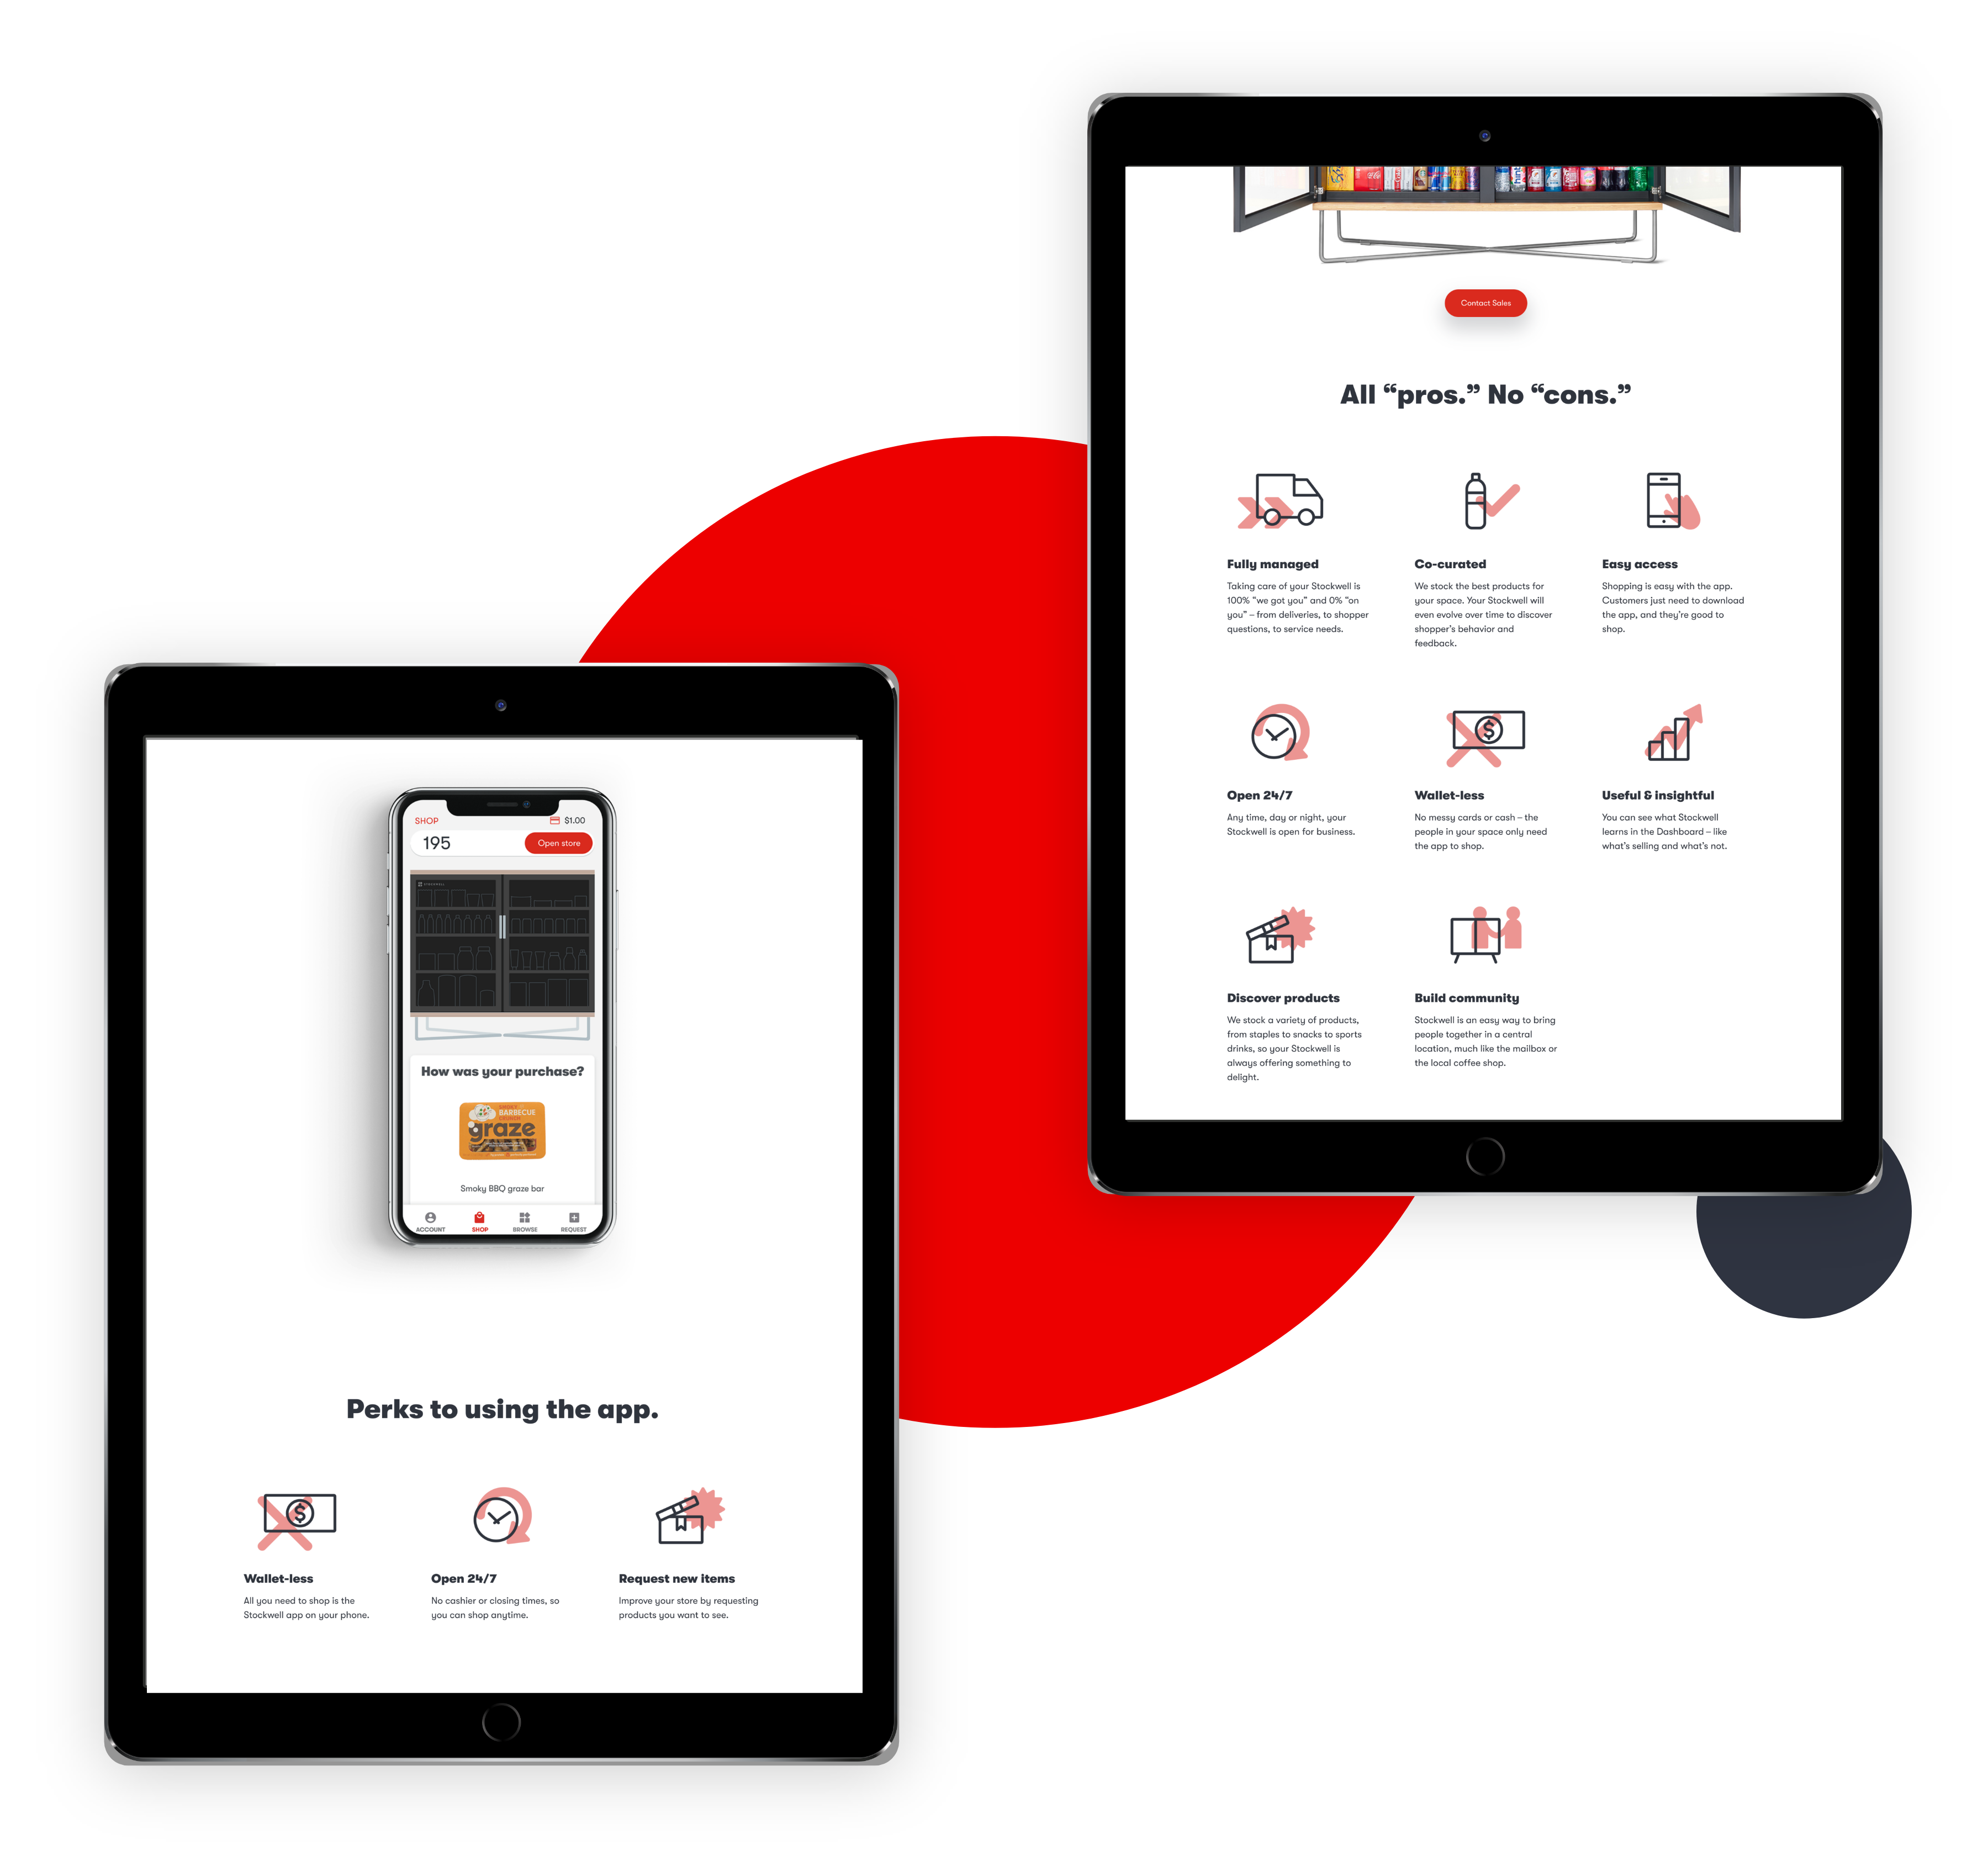 Contact Sales
All “pros.” No “cons.”
Fully managed
Taking care of your Stockwell is
100% “we got you” and 0% “on
you” – from deliveries, to shopper
questions, to service needs.
Co-curated
We stock the best products for
your space. Your Stockwell will
even evolve over time to discover
shopper’s behavior and
feedback.
Easy access
Shopping is easy with the app.
Customers just need to download
the app, and they’re good to
shop.
Open 24/7
Any time, day or night, your
Stockwell is open for business.
$
Wallet-less
No messy cards or cash – the
people in your space only need
the app to shop.
Useful & insightful
You can see what Stockwell
learns in the Dashboard – like
what’s selling and what’s not.
Discover products
We stock a variety of products,
from staples to snacks to sports
drinks, so your Stockwell is
always offering something to
delight.
Build community
Stockwell is an easy way to bring
people together in a central
location, much like the mailbox or
the local coffee shop.
SHOP
$1.00
195
Open store
STOCKWELL
How was your purchase?
SMOKY
BARBECUE
CRUNCH
graze
Smoky BBQ graze bar
ACCOUNT
SHOP
BROWSE
REQUEST
Perks to using the app.
$
Wallet-less
All you need to shop is the
Stockwell app on your phone.
Open 24/7
No cashier or closing times, so
you can shop anytime.
Request new items
Improve your store by requesting
products you want to see.